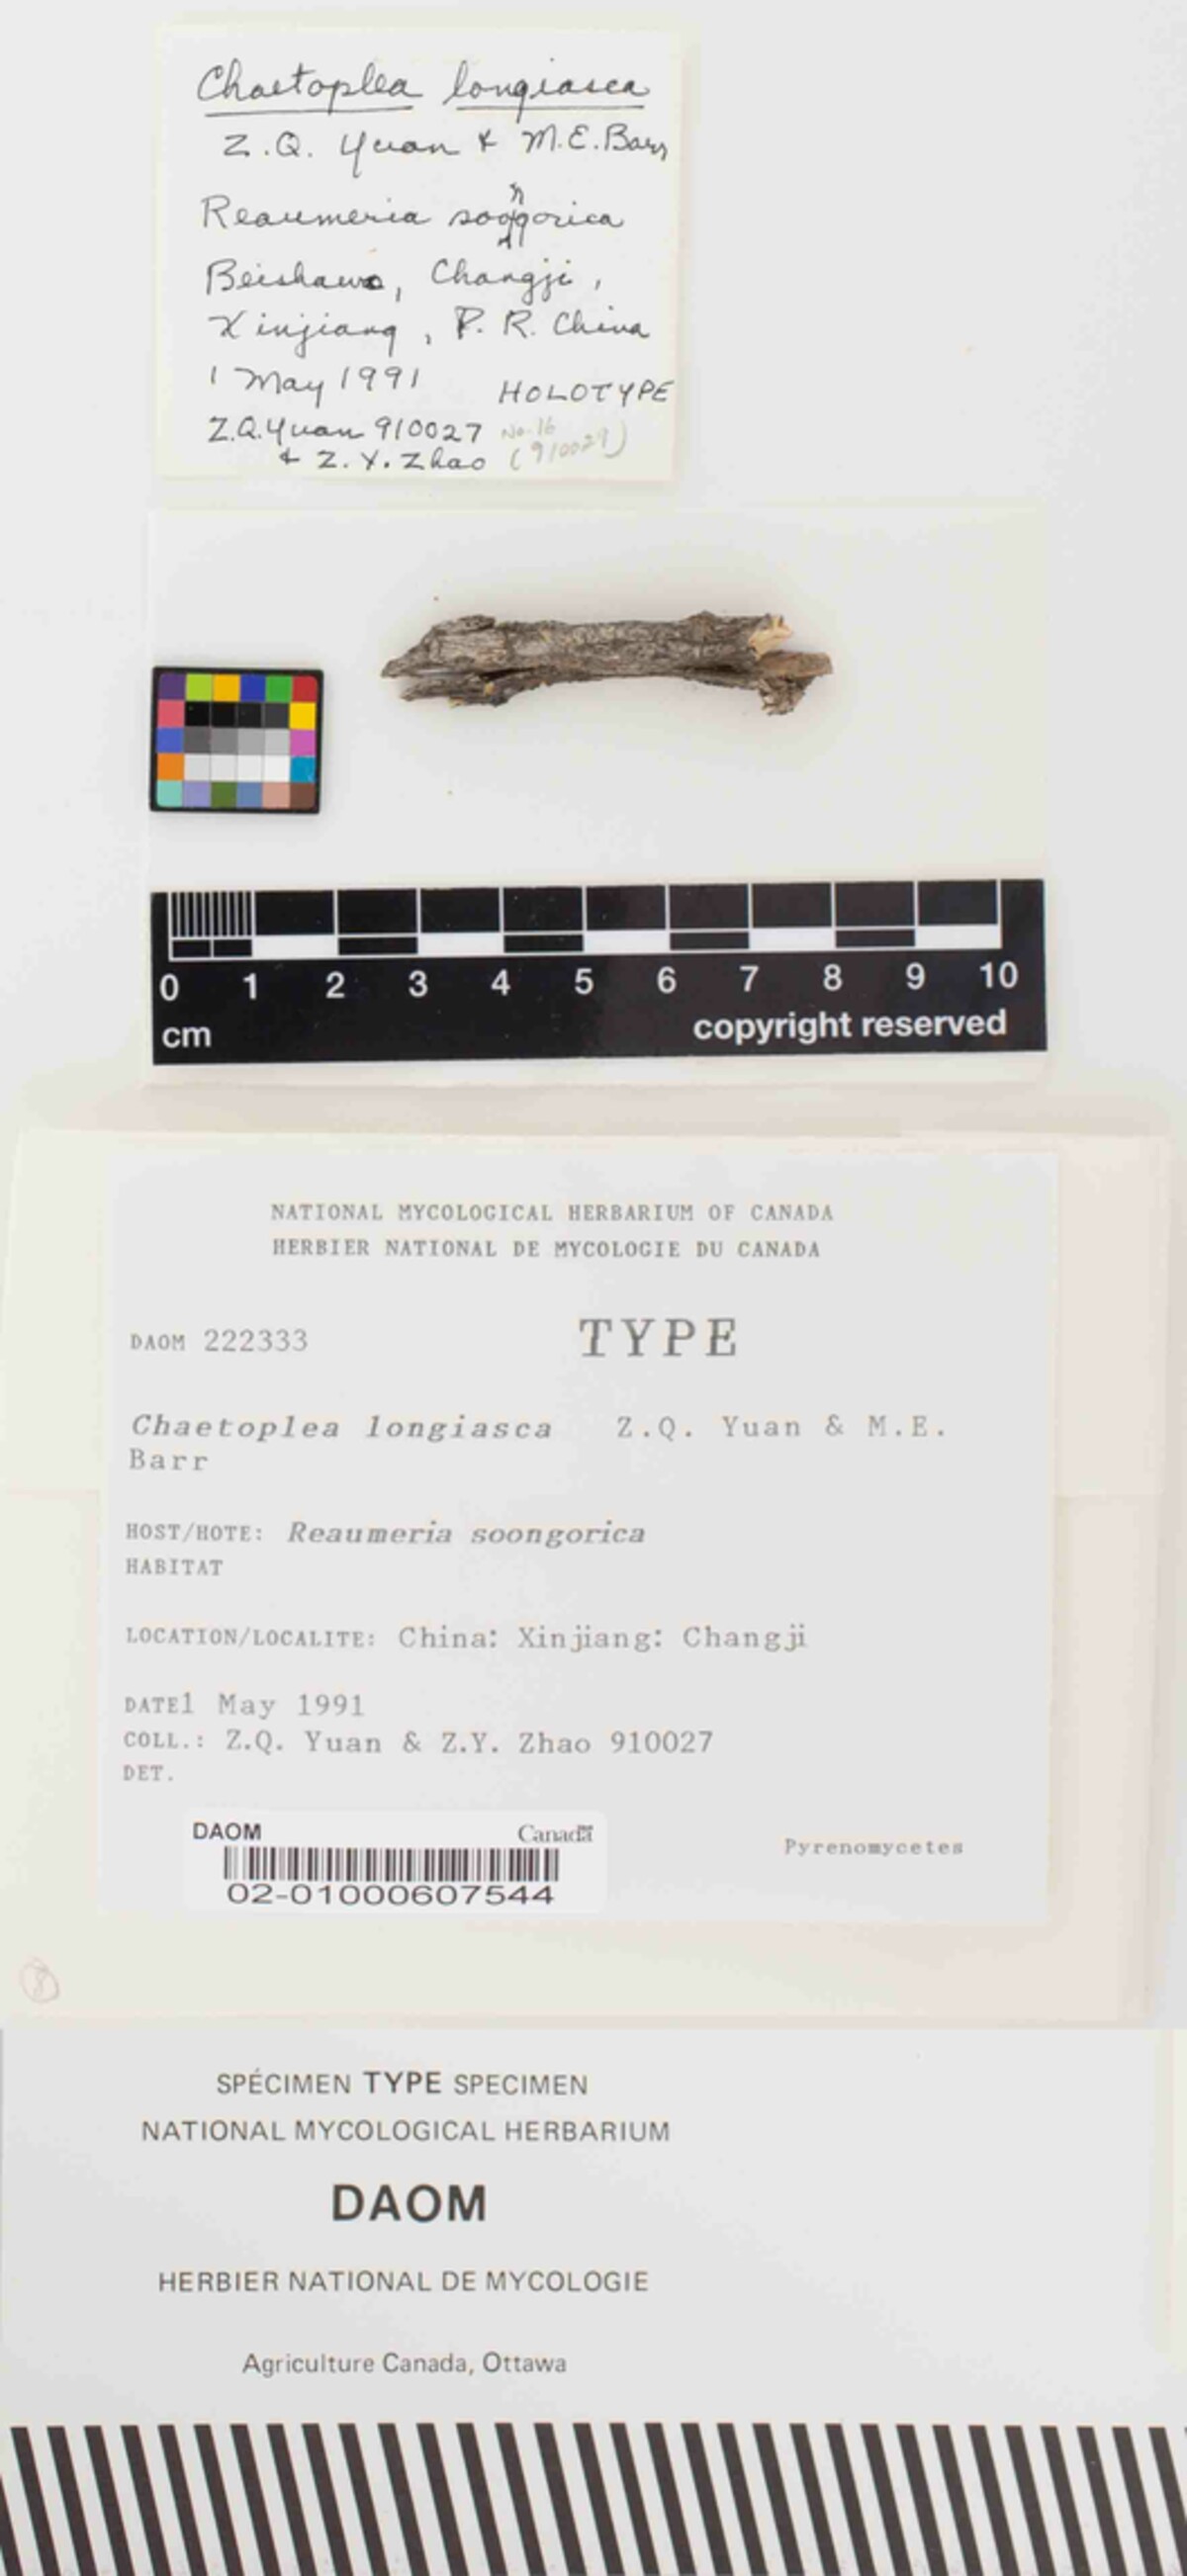 Chaetoplea longiasca
Z.Q. Yuan & M.E. Barr
Reaumeria soongorica
Changji,
Xinjiang, P.R. China
1 May 1991 HOLOTYPE
Z.Q. Yuan 910027 No. 16
& Z.Y. Zhao
0 1 2 3 4 5 6 7 8 9 10
cm copyright reserved
NATIONAL MYCOLOGICAL HERBARIUM OF CANADA
HERBIER NATIONAL DE MYCOLOGIE DU CANADA
DAOM 222333 TYPE
Chaetoplea longiasca Z.Q. Yuan & M.E.
Barr
HOST/HOTE: Reaumeria soongorica
HABITAT
LOCATION/LOCALITE: China: Xinjiang: Changji
DATE1 May 1991
COLL.: Z.Q. Yuan & Z.Y. Zhao 910027
DET.
DAOM Canada
02-01000607544
Pyrenomycetes
8
SPÉCIMEN TYPE SPECIMEN
NATIONAL MYCOLOGICAL HERBARIUM
DAOM
HERBIER NATIONAL DE MYCOLOGIE
Agriculture Canada, Ottawa